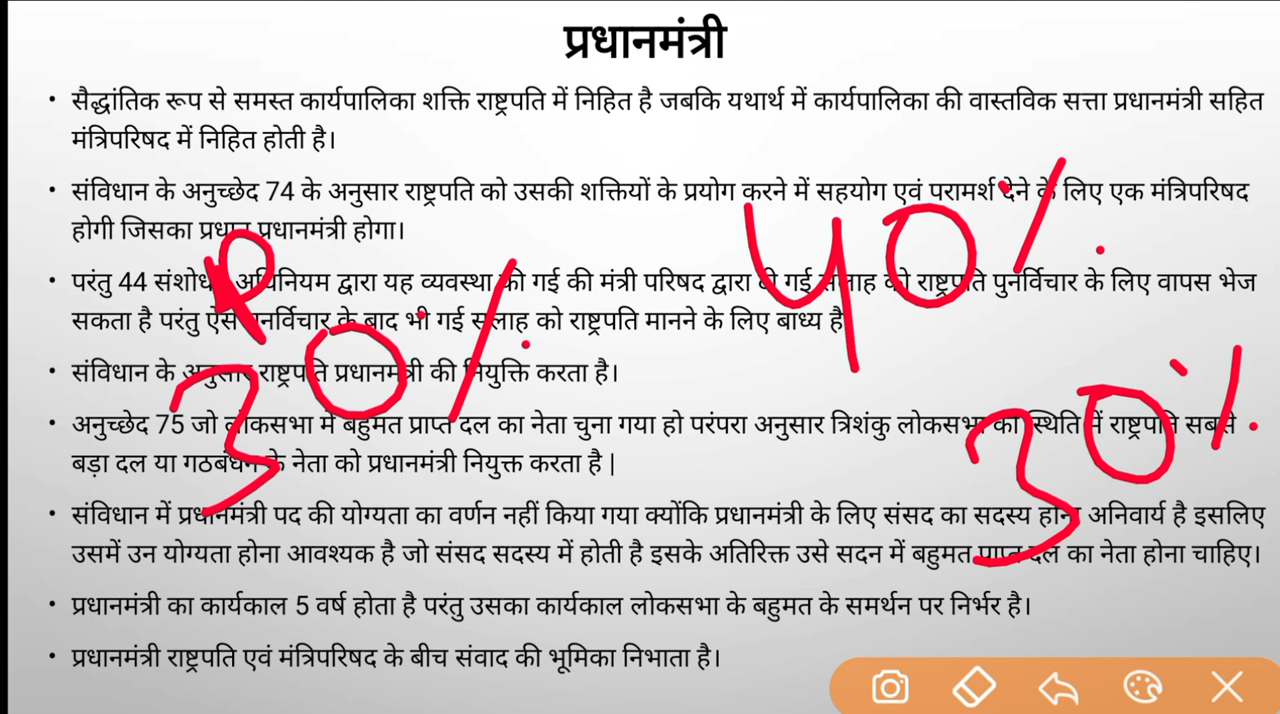 प्रधानमंत्री
• सैद्धांतिक रूप से समस्त कार्यपालिका शक्ति राष्ट्रपति में निहित है जबकि यथार्थ में कार्यपालिका की वास्तविक सत्ता प्रधानमंत्री सहित
मंत्रिपरिषद में निहित होती है।
• संविधान के अनुच्छेद 74 के अनुसार राष्ट्रपति को उसकी शक्तियों के प्रयोग करने में सहयोग एवं परामर्श देने के लिए एक मंत्रिपरिषद
होगी जिसका प्रधान प्रधानमंत्री होगा।
• परंतु 44 संशोधन अधिनियम द्वारा यह व्यवस्था की गई की मंत्री परिषद द्वारा दी गई सलाह को राष्ट्रपति पुनर्विचार के लिए वापस भेज
सकता है परंतु ऐसे पुनर्विचार के बाद भी गई सलाह को राष्ट्रपति मानने के लिए बाध्य है
• संविधान के अनुसार राष्ट्रपति प्रधानमंत्री की नियुक्ति करता है।
• अनुच्छेद 75 जो लोकसभा में बहुमत प्राप्त दल का नेता चुना गया हो परंपरा अनुसार त्रिशंकु लोकसभा की स्थिति में राष्ट्रपति सबसे
बड़ा दल या गठबंधन के नेता को प्रधानमंत्री नियुक्त करता है |
• संविधान में प्रधानमंत्री पद की योग्यता का वर्णन नहीं किया गया क्योंकि प्रधानमंत्री के लिए संसद का सदस्य होना अनिवार्य है इसलिए
उसमें उन योग्यता होना आवश्यक है जो संसद सदस्य में होती है इसके अतिरिक्त उसे सदन में बहुमत प्राप्त दल का नेता होना चाहिए।
• प्रधानमंत्री का कार्यकाल 5 वर्ष होता है परंतु उसका कार्यकाल लोकसभा के बहुमत के समर्थन पर निर्भर है।
• प्रधानमंत्री राष्ट्रपति एवं मंत्रिपरिषद के बीच संवाद की भूमिका निभाता है।
40%
30%
30%